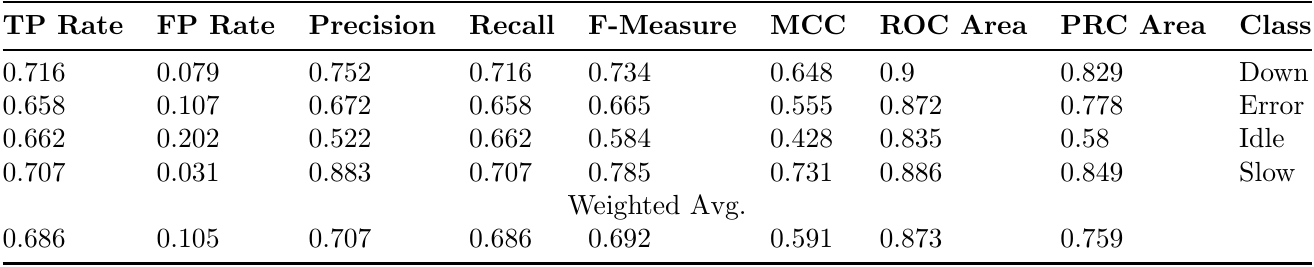 TP Rate FP Rate Precision Recall F-Measure MCC ROC Area PRC Area Class
0.716 0.079 0.752 0.716 0.734 0.648 0.9 0.829 Down
0.658 0.107 0.672 0.658 0.665 0.555 0.872 0.778 Error
0.662 0.202 0.522 0.662 0.584 0.428 0.835 0.58 Idle
0.707 0.031 0.883 0.707 0.785 0.731 0.886 0.849 Slow
Weighted Avg.
0.686 0.105 0.707 0.686 0.692 0.591 0.873 0.759